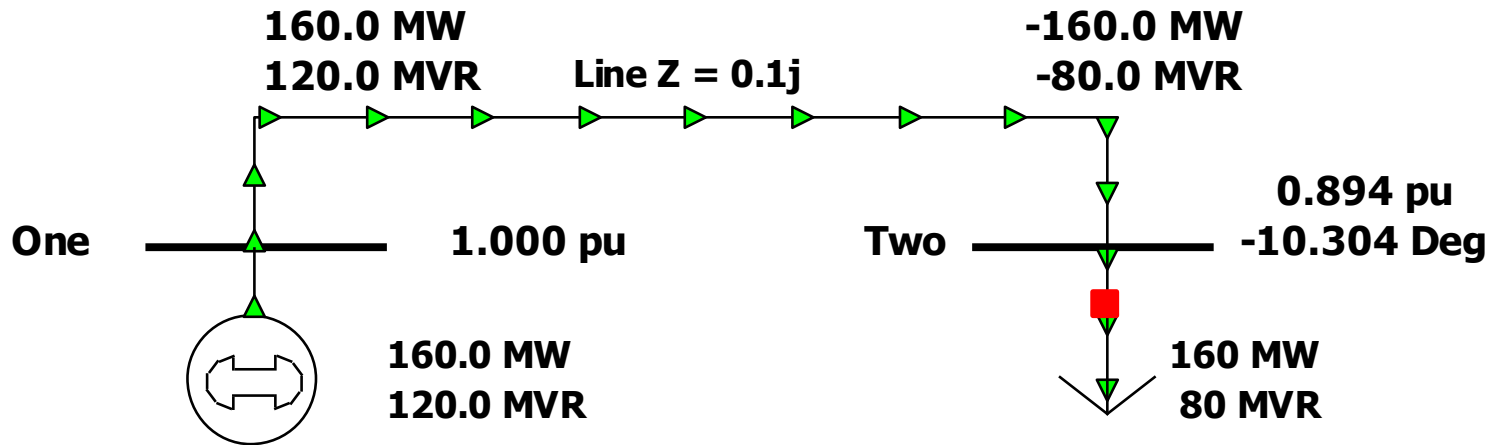 160.0 MW
120.0 MVR
Line Z = 0.1j
-160.0 MW
-80.0 MVR
One
1.000 pu
Two
0.894 pu
-10.304 Deg
160.0 MW
120.0 MVR
160 MW
80 MVR